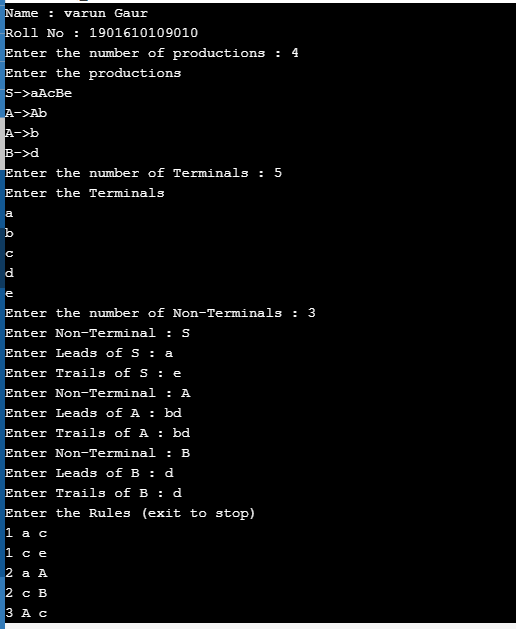 Name : varun Gaur
Roll No : 1901610109010
Enter the number of productions : 4
Enter the productions
S->aAcBe
A->Ab
A->b
B->d
Enter the number of Terminals : 5
Enter the Terminals
a
b
c
d
e
Enter the number of Non-Terminals : 3
Enter Non-Terminal : S
Enter Leads of S : a
Enter Trails of S : e
Enter Non-Terminal : A
Enter Leads of A : bd
Enter Trails of A : bd
Enter Non-Terminal : B
Enter Leads of B : d
Enter Trails of B : d
Enter the Rules (exit to stop)
1 a c
1 c e
2 a A
2 c B
3 A c